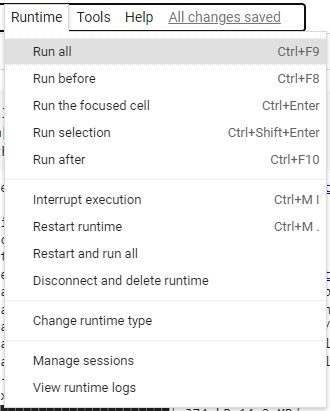 Runtime Tools Help All changes saved
Run all Ctrl+F9
Run before Ctrl+F8
Run the focused cell Ctrl+Enter
Run selection Ctrl+Shift+Enter
Run after Ctrl+F10
Interrupt execution Ctrl+M I
Restart runtime Ctrl+M .
Restart and run all
Disconnect and delete runtime
Change runtime type
Manage sessions
View runtime logs